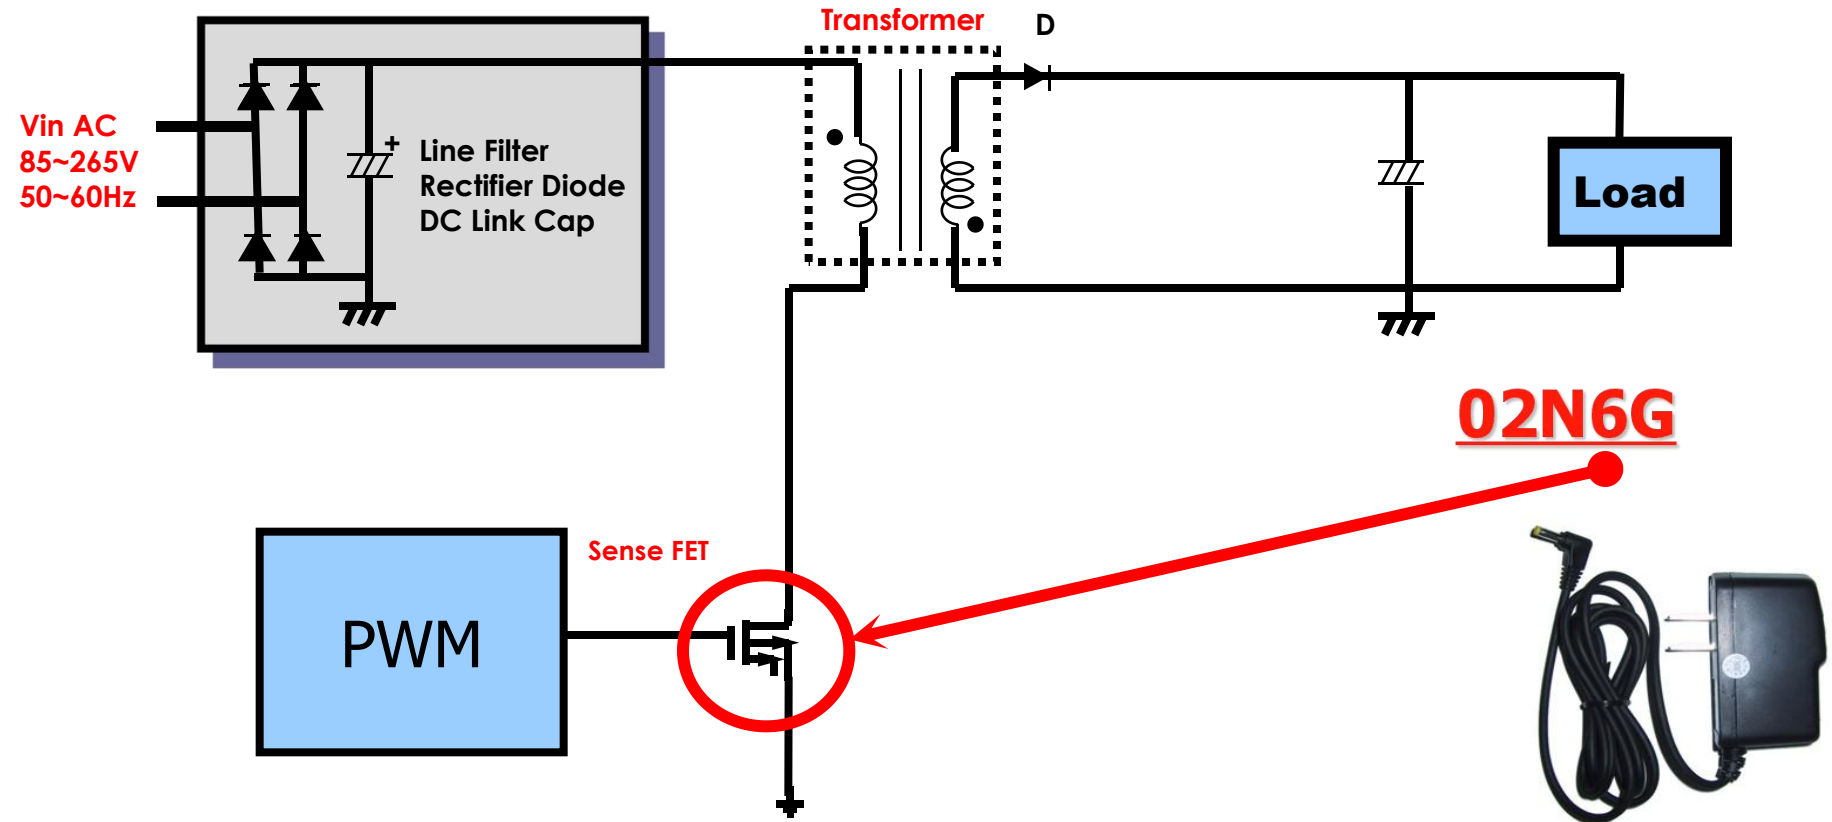 Transformer
D
Vin AC
85~265V
50~60Hz
+
Line Filter
Rectifier Diode
DC Link Cap
Load
02N6G
Sense FET
PWM